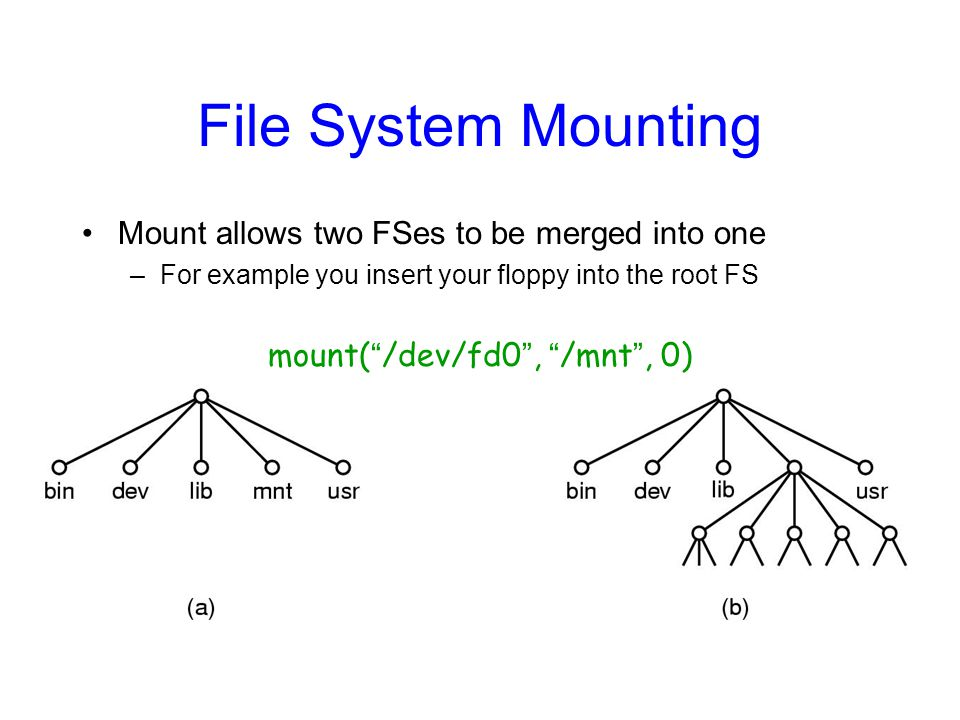 File System Mounting
• Mount allows two FSes to be merged into one
– For example you insert your floppy into the root FS
mount(“/dev/fd0”, “/mnt”, 0)
bin dev lib mnt usr
bin dev lib usr
(a)
(b)